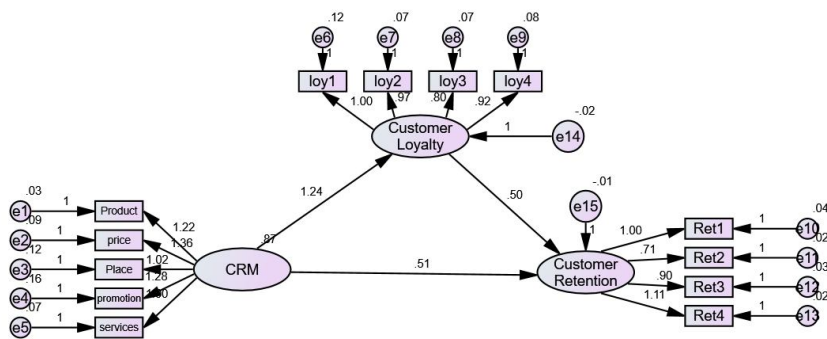 .12
.07
.07
.08
e6
e7
e8
e9
1
1
1
1
loy1
loy2
loy3
loy4
1.00
.97
.80
.92
Customer
Loyalty
1
-.02
e14
1.24
.50
-.01
e15
1
.03
e1
1
Product
.09
e2
1
price
.12
e3
1
Place
.16
e4
1
promotion
.07
e5
1
services
1.22
1.36
1.02
1.28
.87
CRM
.51
Customer
Retention
1.00
.71
.90
1.11
Ret1
1
.04
e10
Ret2
1
.02
e11
Ret3
1
.03
e12
Ret4
1
.02
e13